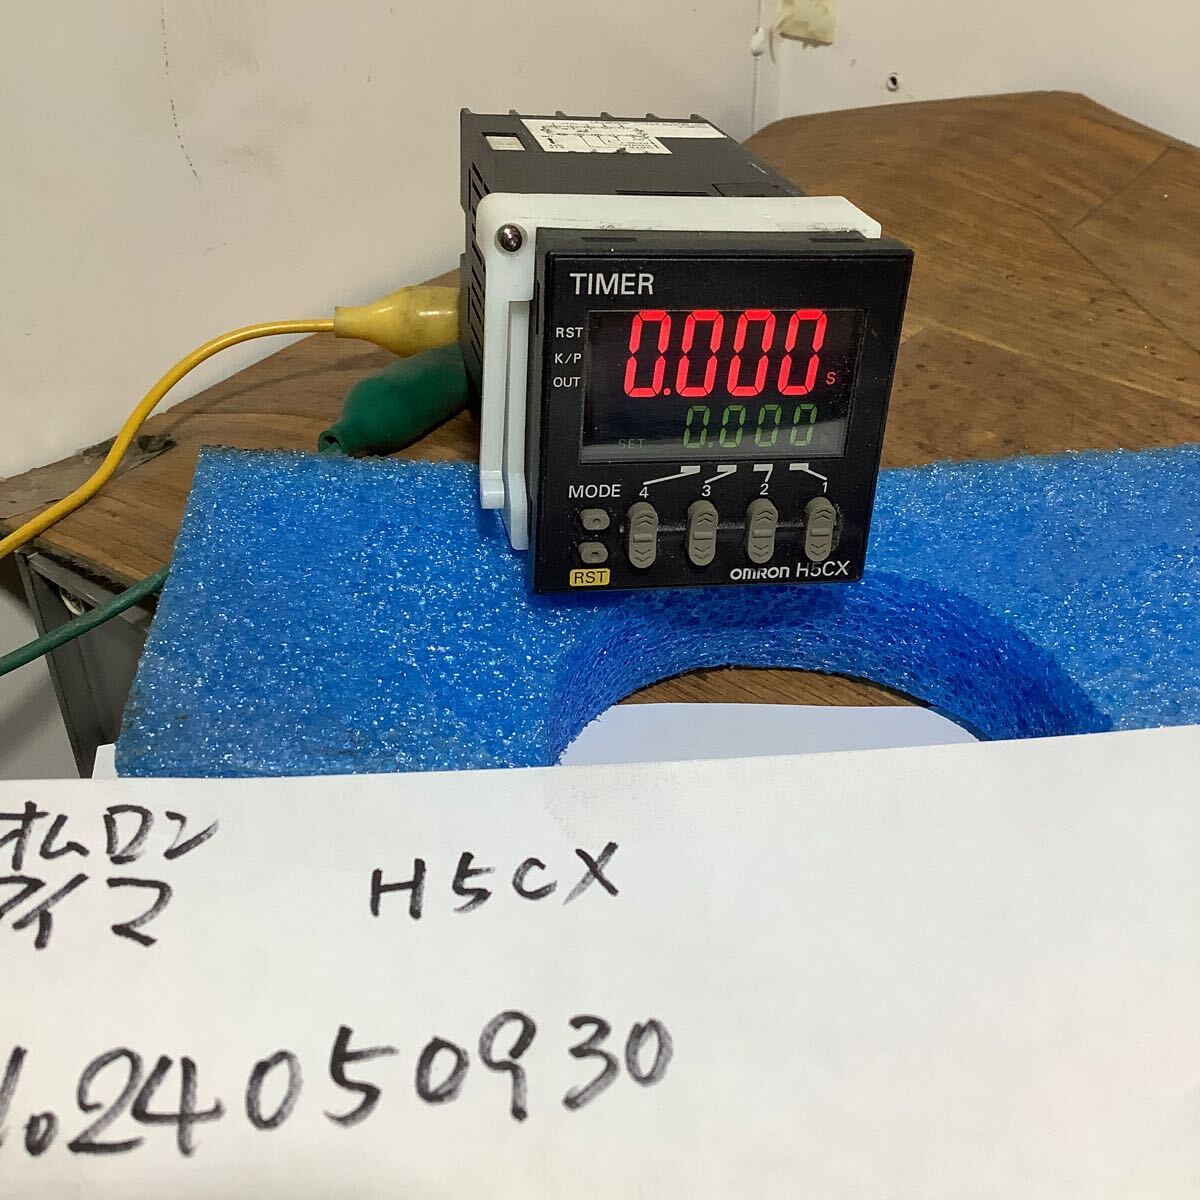 TIMER
RST
K/P
OUT
0.000 S
SET 0.000 S
MODE 4 3 2 1
RST
OMRON H5CX
オムロン
タイマ H5CX
.24050930